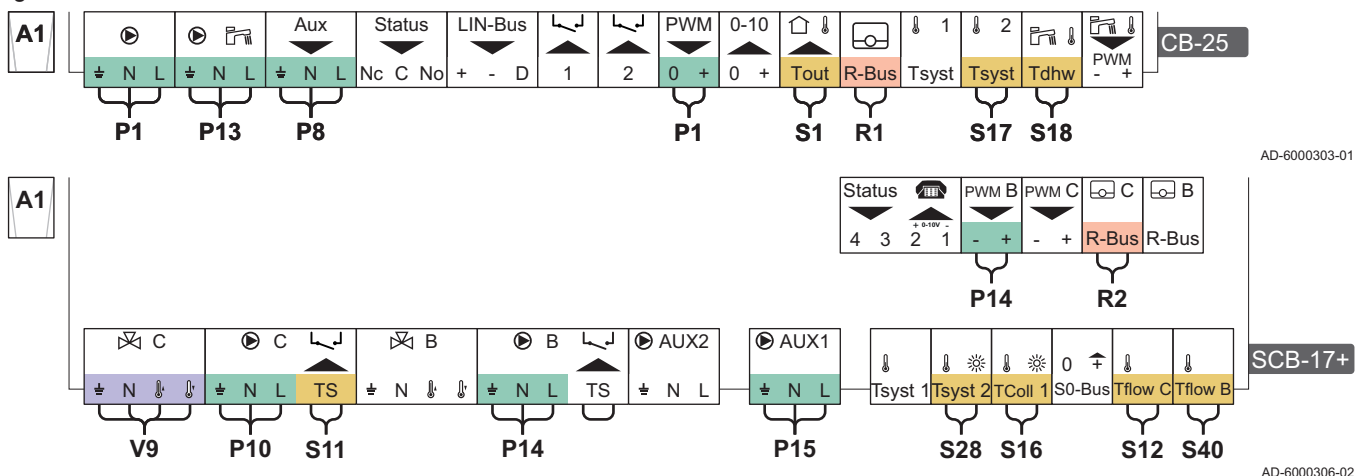 A1
Aux Status LIN-Bus PWM 0-10 1 2
N L N L N L Nc C No + - D 1 2 0 + 0 + Tout R-Bus Tsyst Tsyst Tdhw PWM - +
CB-25
P1 P13 P8 P1 S1 R1 S17 S18
AD-6000303-01
A1
Status PWM B PWM C C B
+ 0-10V -
4 3 2 1 - + - + R-Bus R-Bus
P14 R2
C C B B AUX2 AUX1 0 +
N N L TS N N L TS N L N L Tsyst 1 Tsyst 2 TColl 1 S0-Bus Tflow C Tflow B
SCB-17+
V9 P10 S11 P14 P15 S28 S16 S12 S40
AD-6000306-02